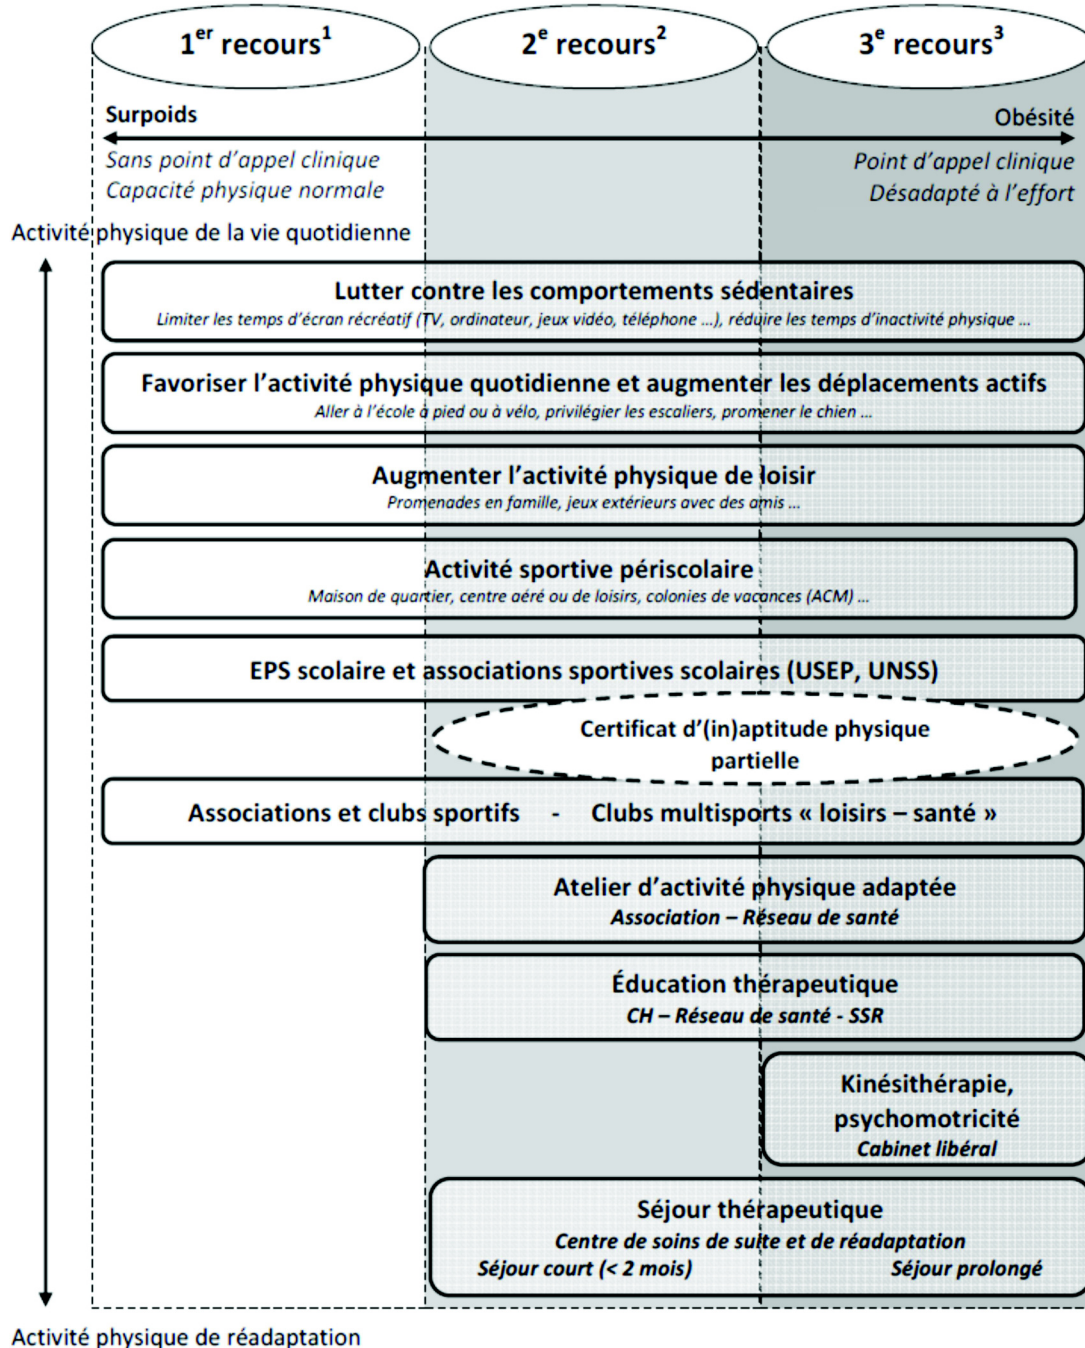 1er recours1
2e recours2
3e recours3
Surpoids
Obésité
Sans point d’appel clinique
Point d’appel clinique
Capacité physique normale
Désadapté à l’effort
Activité physique de la vie quotidienne
Lutter contre les comportements sédentaires
Limiter les temps d’écran récréatif (TV, ordinateur, jeux vidéo, téléphone ...), réduire les temps d’inactivité physique ...
Favoriser l’activité physique quotidienne et augmenter les déplacements actifs
Aller à l’école à pied ou à vélo, privilégier les escaliers, promener le chien ...
Augmenter l’activité physique de loisir
Promenades en famille, jeux extérieurs avec des amis ...
Activité sportive périscolaire
Maison de quartier, centre aéré ou de loisirs, colonies de vacances (ACM) ...
EPS scolaire et associations sportives scolaires (USEP, UNSS)
Certificat d’(in)aptitude physique
partielle
Associations et clubs sportifs - Clubs multisports « loisirs – santé »
Atelier d’activité physique adaptée
Association – Réseau de santé
Éducation thérapeutique
CH – Réseau de santé - SSR
Kinésithérapie,
psychomotricité
Cabinet libéral
Séjour thérapeutique
Centre de soins de suite et de réadaptation
Séjour court (< 2 mois)
Séjour prolongé
Activité physique de réadaptation